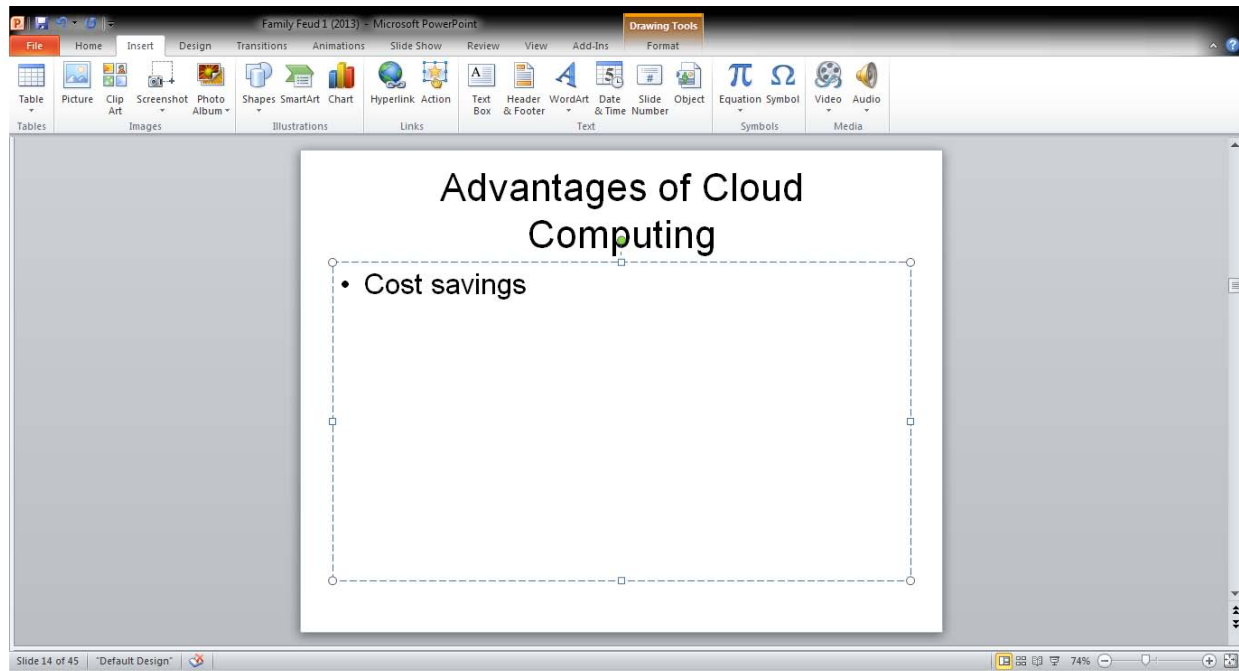 Family Feud 1 (2013) - Microsoft PowerPoint
Drawing Tools
File Home Insert Design Transitions Animations Slide Show Review View Add-Ins Format
Table Picture Clip Art Screenshot Photo Album Shapes SmartArt Chart Hyperlink Action Text Box Header & Footer WordArt Date & Time Slide Number Object Equation Symbol Video Audio
Tables Images Illustrations Links Text Symbols Media
Advantages of Cloud
Computing
• Cost savings
Slide 14 of 45 "Default Design" 74%